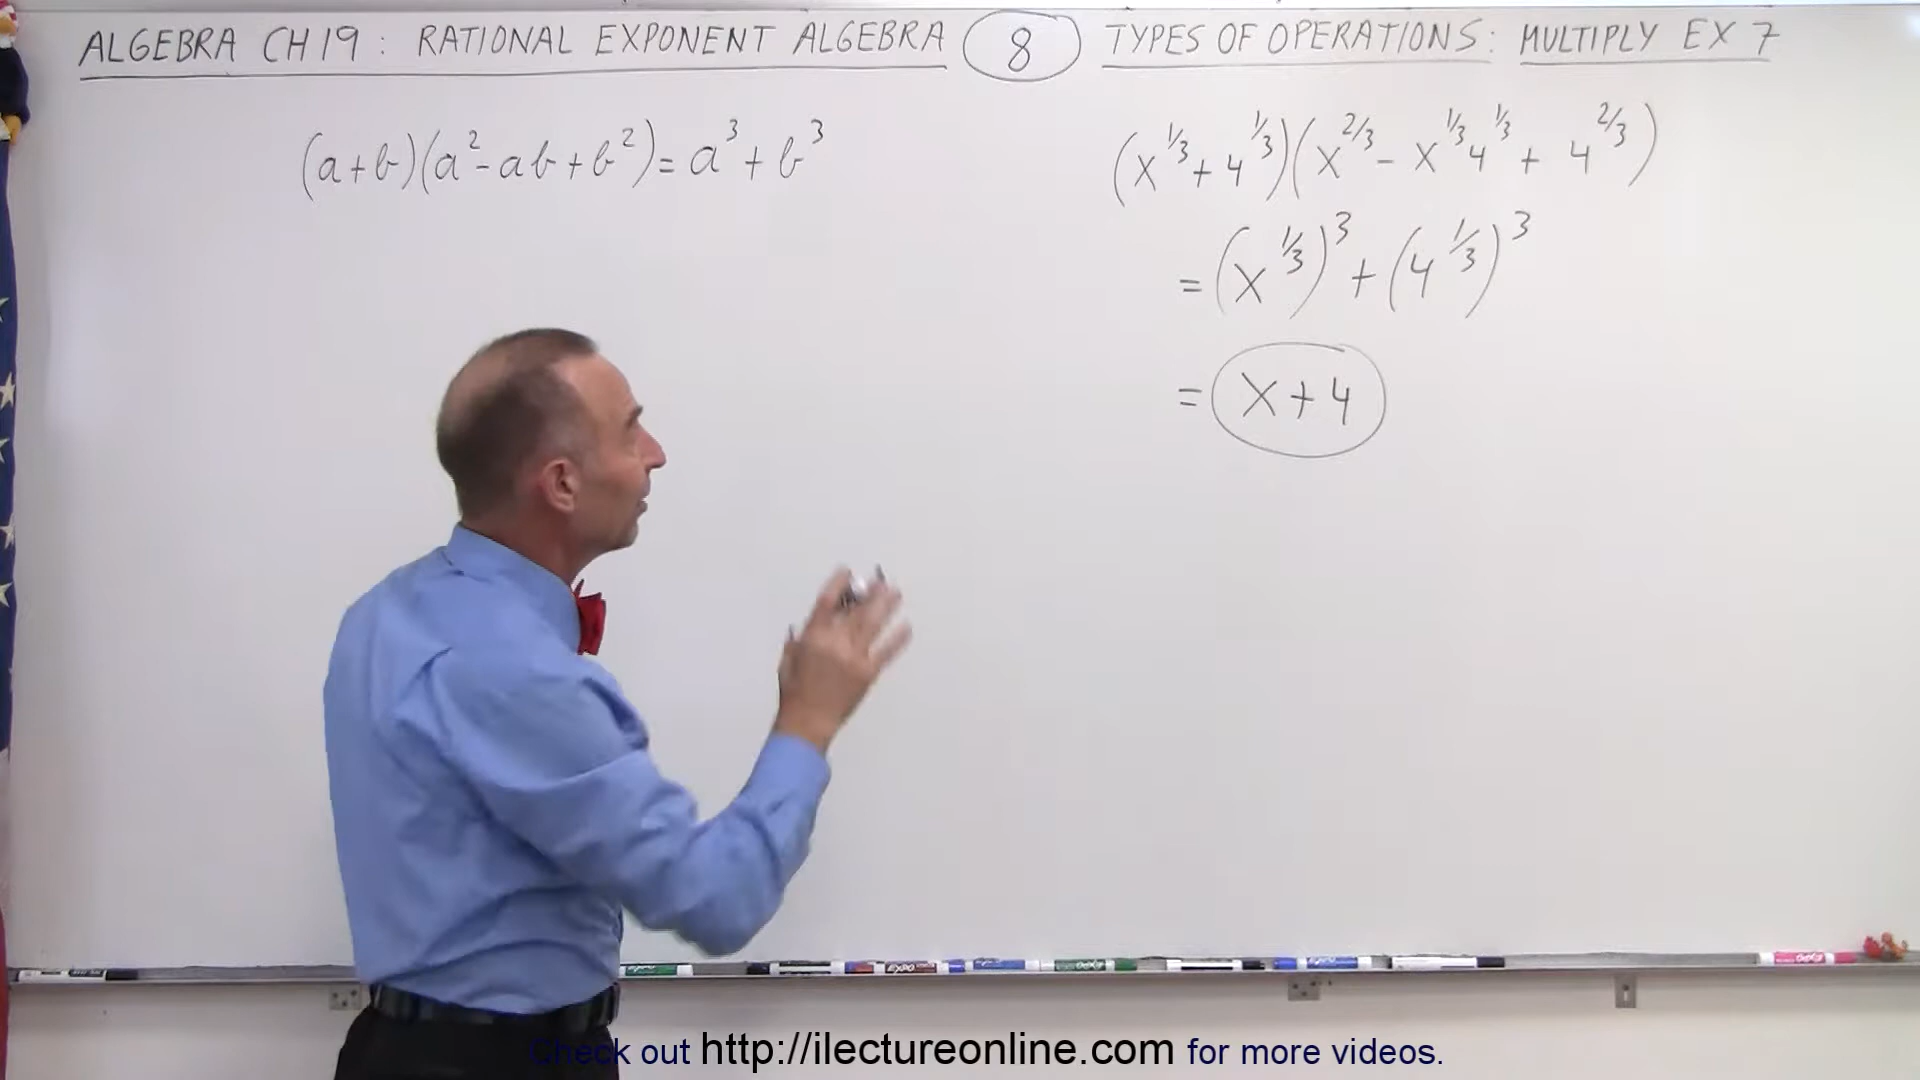 ALGEBRA CH 19 : RATIONAL EXPONENT ALGEBRA 8 TYPES OF OPERATIONS: MULTIPLY EX 7
(a+b)(a²-ab+b²)= a³+b³
(x^1/3 + 4^1/3)(x^2/3 - x^1/3 4^1/3 + 4^2/3)
= (x^1/3)^3 + (4^1/3)^3
= x+4
Check out http://ilectureonline.com for more videos.